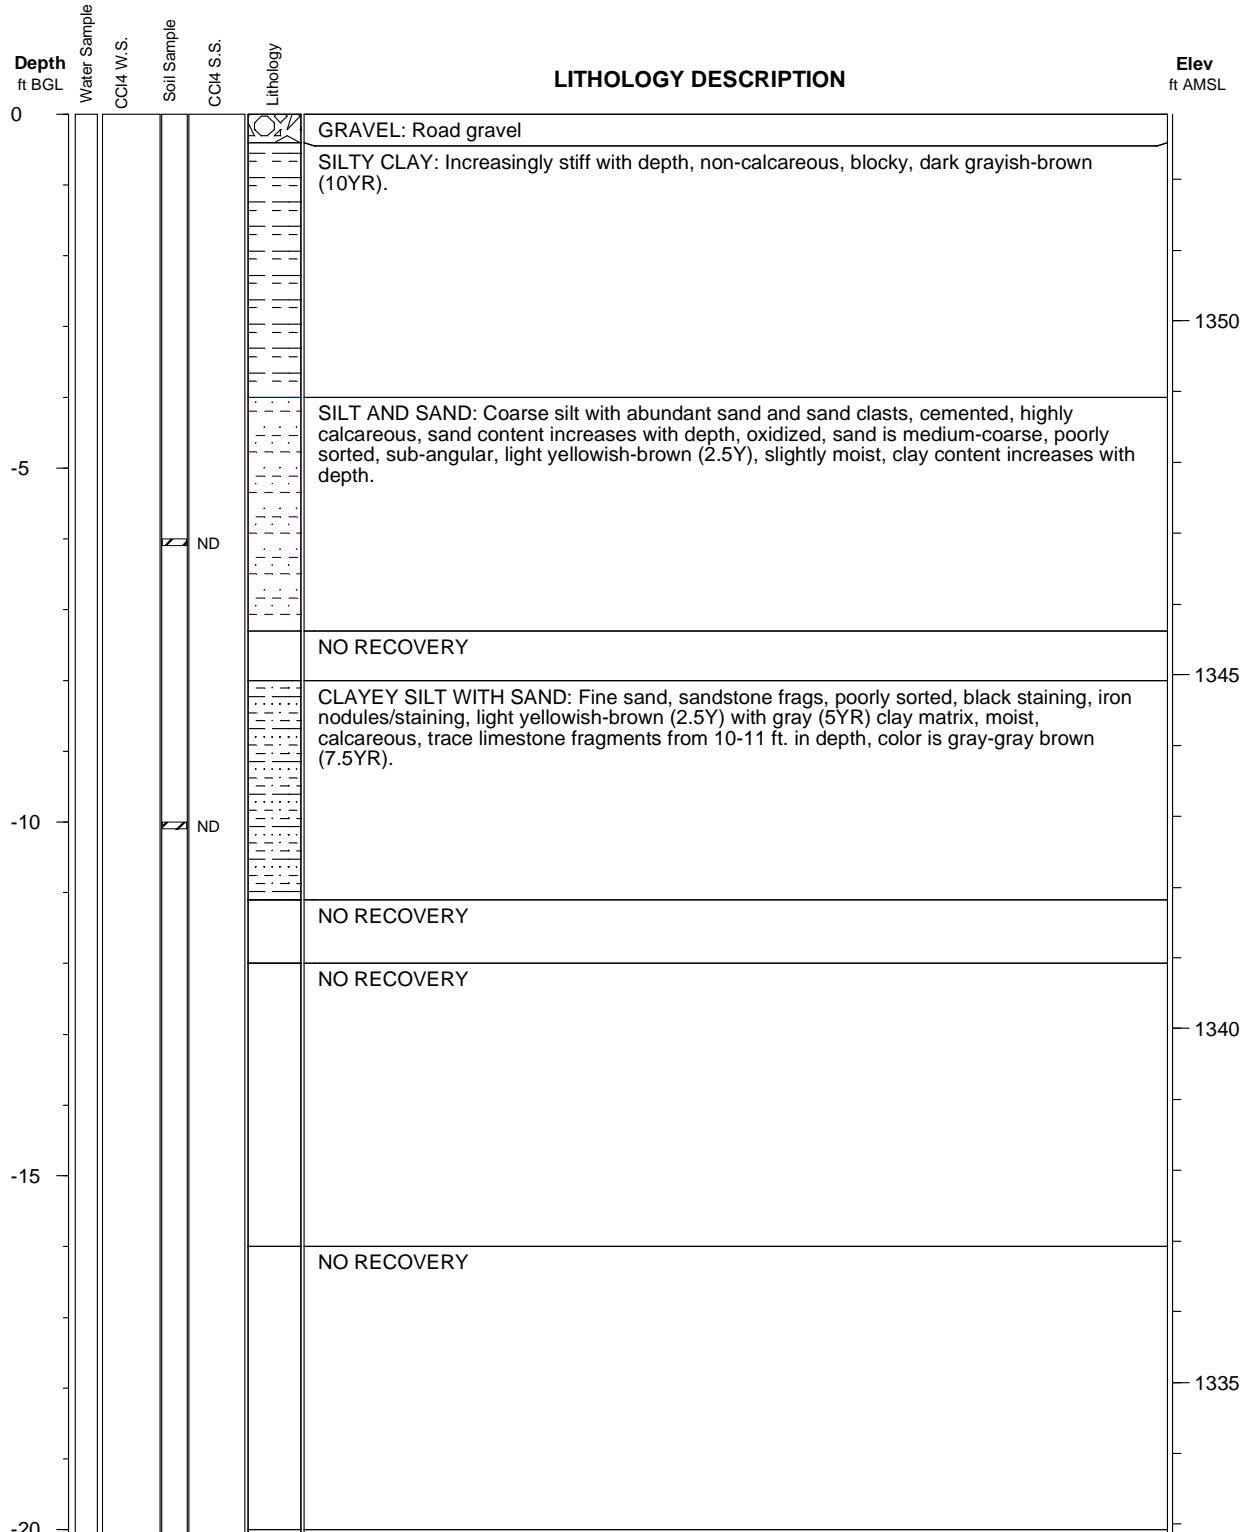 Depth
ft BGL
Water Sample
CCl4 W.S.
Soil Sample
CCl4 S.S.
Lithology
LITHOLOGY DESCRIPTION
Elev
ft AMSL
0
GRAVEL: Road gravel
SILTY CLAY: Increasingly stiff with depth, non-calcareous, blocky, dark grayish-brown
(10YR).
1350
SILT AND SAND: Coarse silt with abundant sand and sand clasts, cemented, highly
calcareous, sand content increases with depth, oxidized, sand is medium-coarse, poorly
sorted, sub-angular, light yellowish-brown (2.5Y), slightly moist, clay content increases with
depth.
-5
ND
NO RECOVERY
1345
CLAYEY SILT WITH SAND: Fine sand, sandstone frags, poorly sorted, black staining, iron
nodules/staining, light yellowish-brown (2.5Y) with gray (5YR) clay matrix, moist,
calcareous, trace limestone fragments from 10-11 ft. in depth, color is gray-gray brown
(7.5YR).
-10
ND
NO RECOVERY
NO RECOVERY
1340
-15
NO RECOVERY
1335
-20